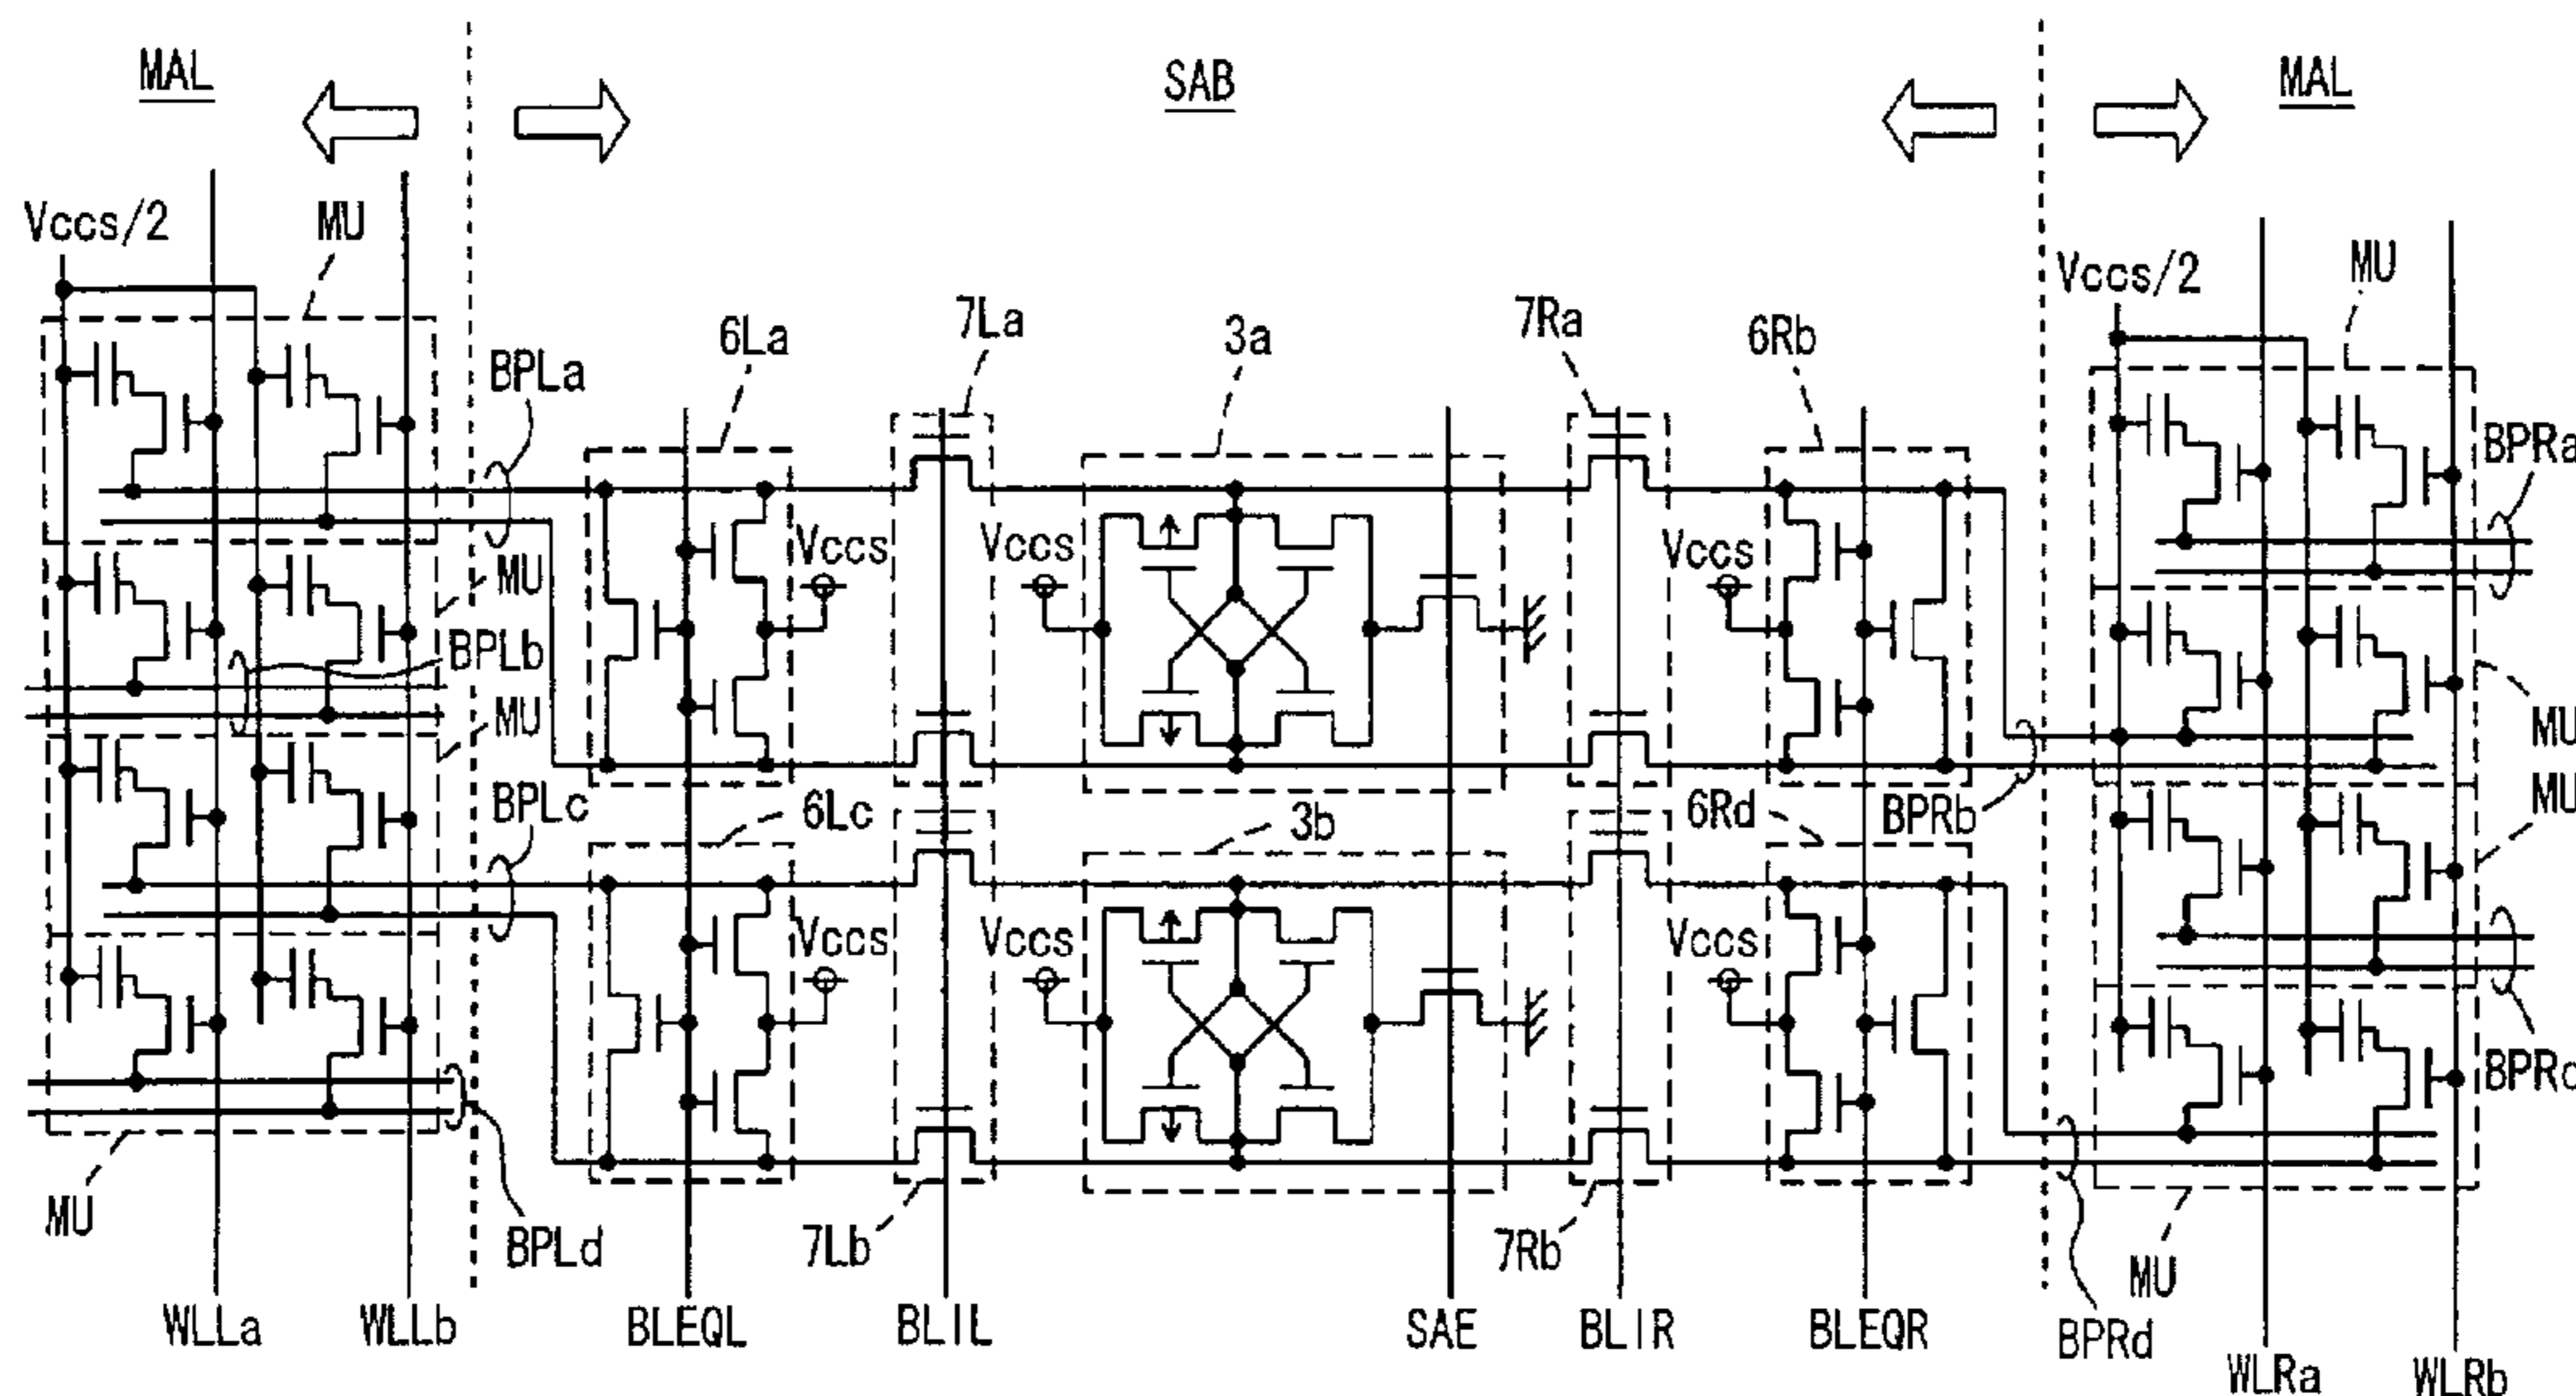 MAL
SAB
MAL
Vccs/2
MU
7La
3a
7Ra
6Rb
Vccs/2
MU
6La
BPLa
BPRa
Vccs
Vccs
Vccs
MU
BPLb
MU
MU
BPLc
6Lc
3b
6Rd
BPRb
MU
Vccs
Vccs
Vccs
MU
BPLd
7Lb
7Rb
MU
WLLa
WLLb
BLEQL
BLIL
SAE
BLIR
BLEQR
BPRd
WLRa
WLRb